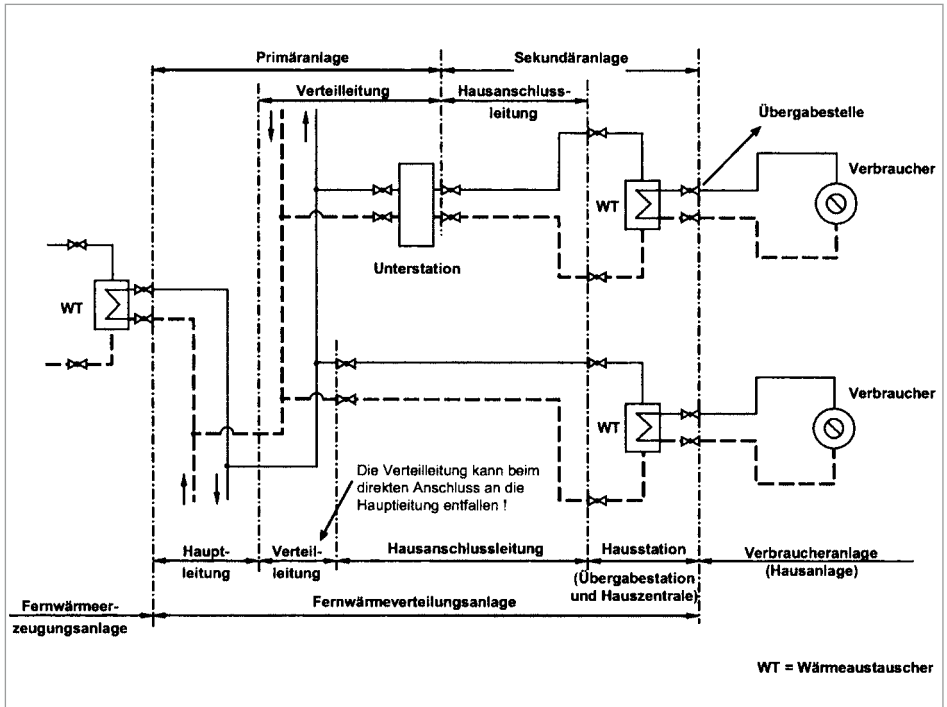 Primäranlage
Sekundäranlage
Verteilleitung
Hausanschluss-
leitung
Übergabestelle
Verbraucher
WT
Unterstation
WT
Verbraucher
WT
Die Verteilleitung kann beim
direkten Anschluss an die
Hauptleitung entfallen !
Haupt-
leitung
Verteil-
leitung
Hausanschlussleitung
Hausstation
(Übergabestation
und Hauszentrale)
Verbraucheranlage
(Hausanlage)
Fernwärmeer-
zeugungsanlage
Fernwärmeverteilungsanlage
WT = Wärmeaustauscher